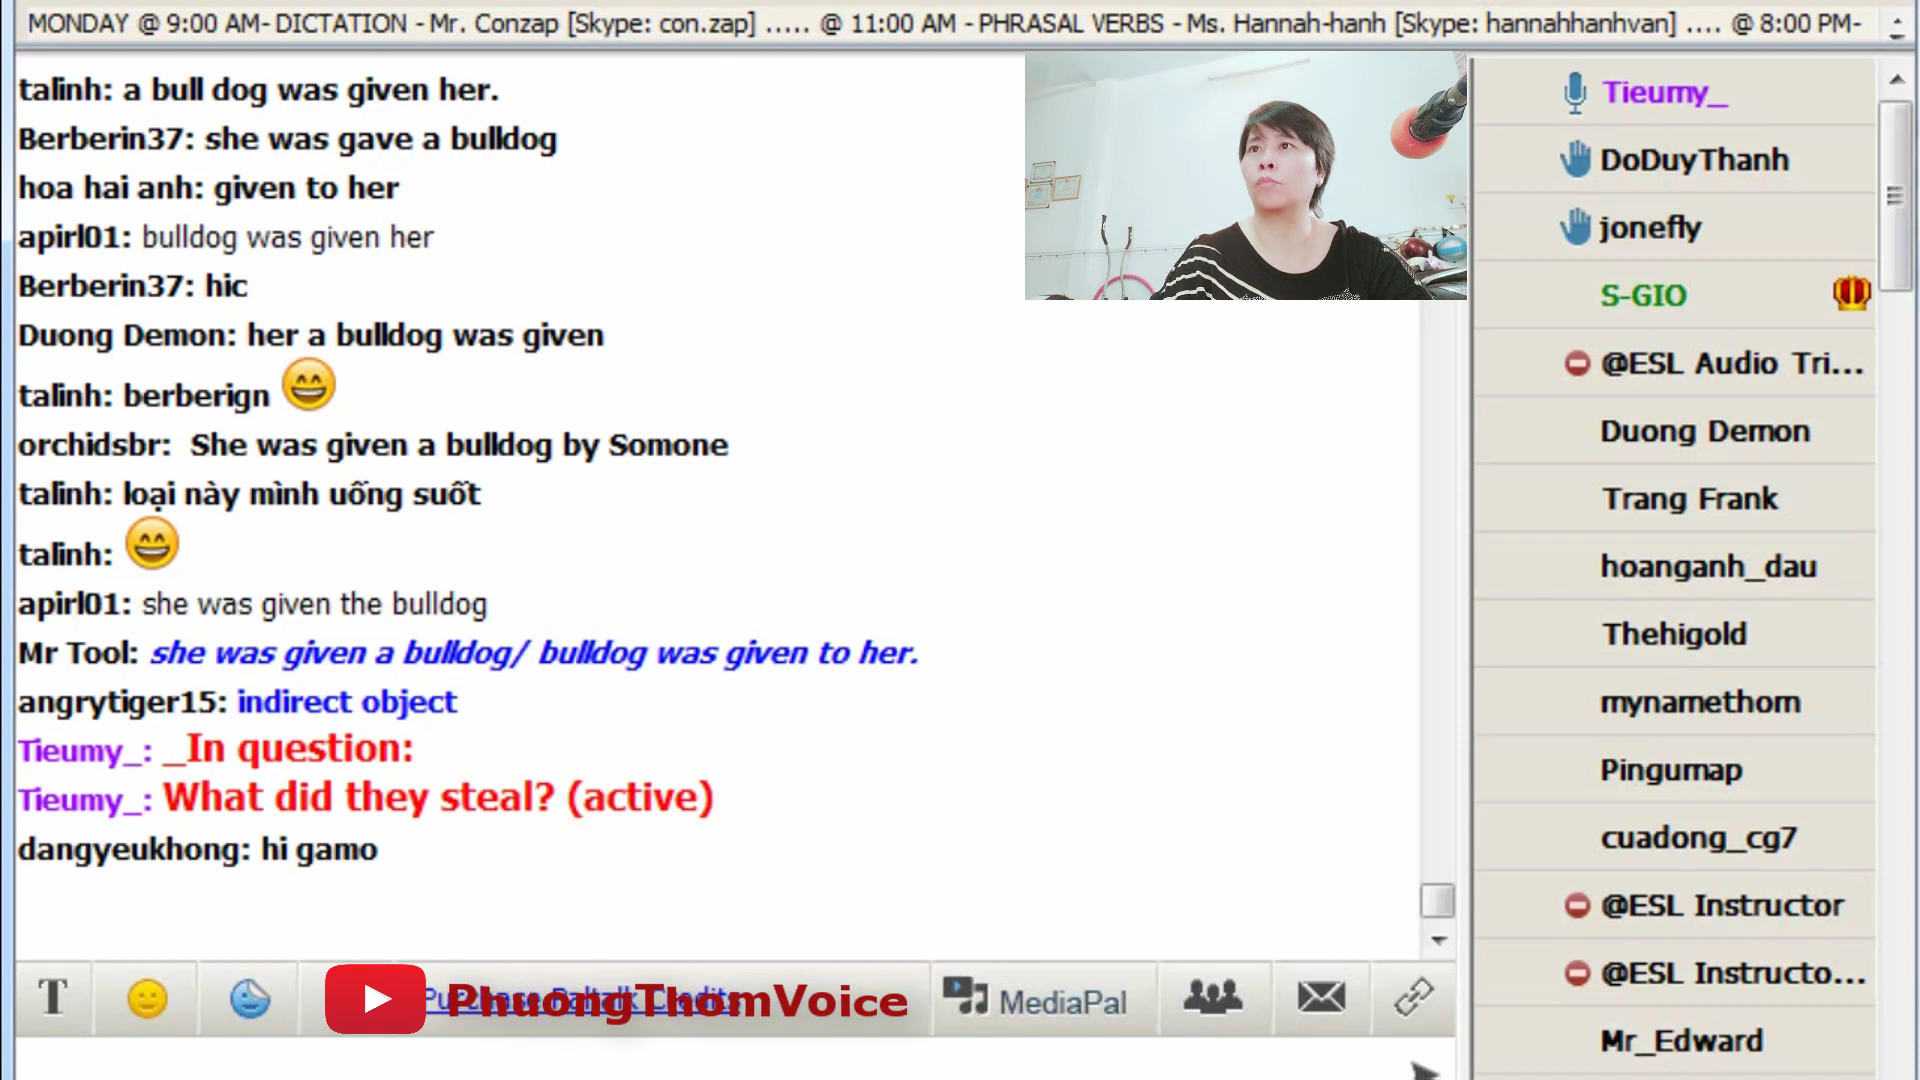 MONDAY @ 9:00 AM- DICTATION - Mr. Conzap [Skype: con.zap] ..... @ 11:00 AM - PHRASAL VERBS - Ms. Hannah-hanh [Skype: hannahhanhvan] .... @ 8:00 PM-
talinh: a bull dog was given her.
Berberin37: she was gave a bulldog
hoa hai anh: given to her
apirl01: bulldog was given her
Berberin37: hic
Duong Demon: her a bulldog was given
talinh: berberign
orchidsbr: She was given a bulldog by Somone
talinh: loại này mình uống suốt
talinh:
apirl01: she was given the bulldog
Mr Tool: she was given a bulldog/ bulldog was given to her.
angrytiger15: indirect object
Tieumy_: _In question:
Tieumy_: What did they steal? (active)
dangyeukhong: hi gamo
T
Purchase Paltalk Credits
PhuongThomVoice
MediaPal
Tieumy_
DoDuyThanh
jonefly
S-GIO
@ESL Audio Tri...
Duong Demon
Trang Frank
hoanganh_dau
Thehigold
mynamethom
Pingumap
cuadong_cg7
@ESL Instructor
@ESL Instructo...
Mr_Edward